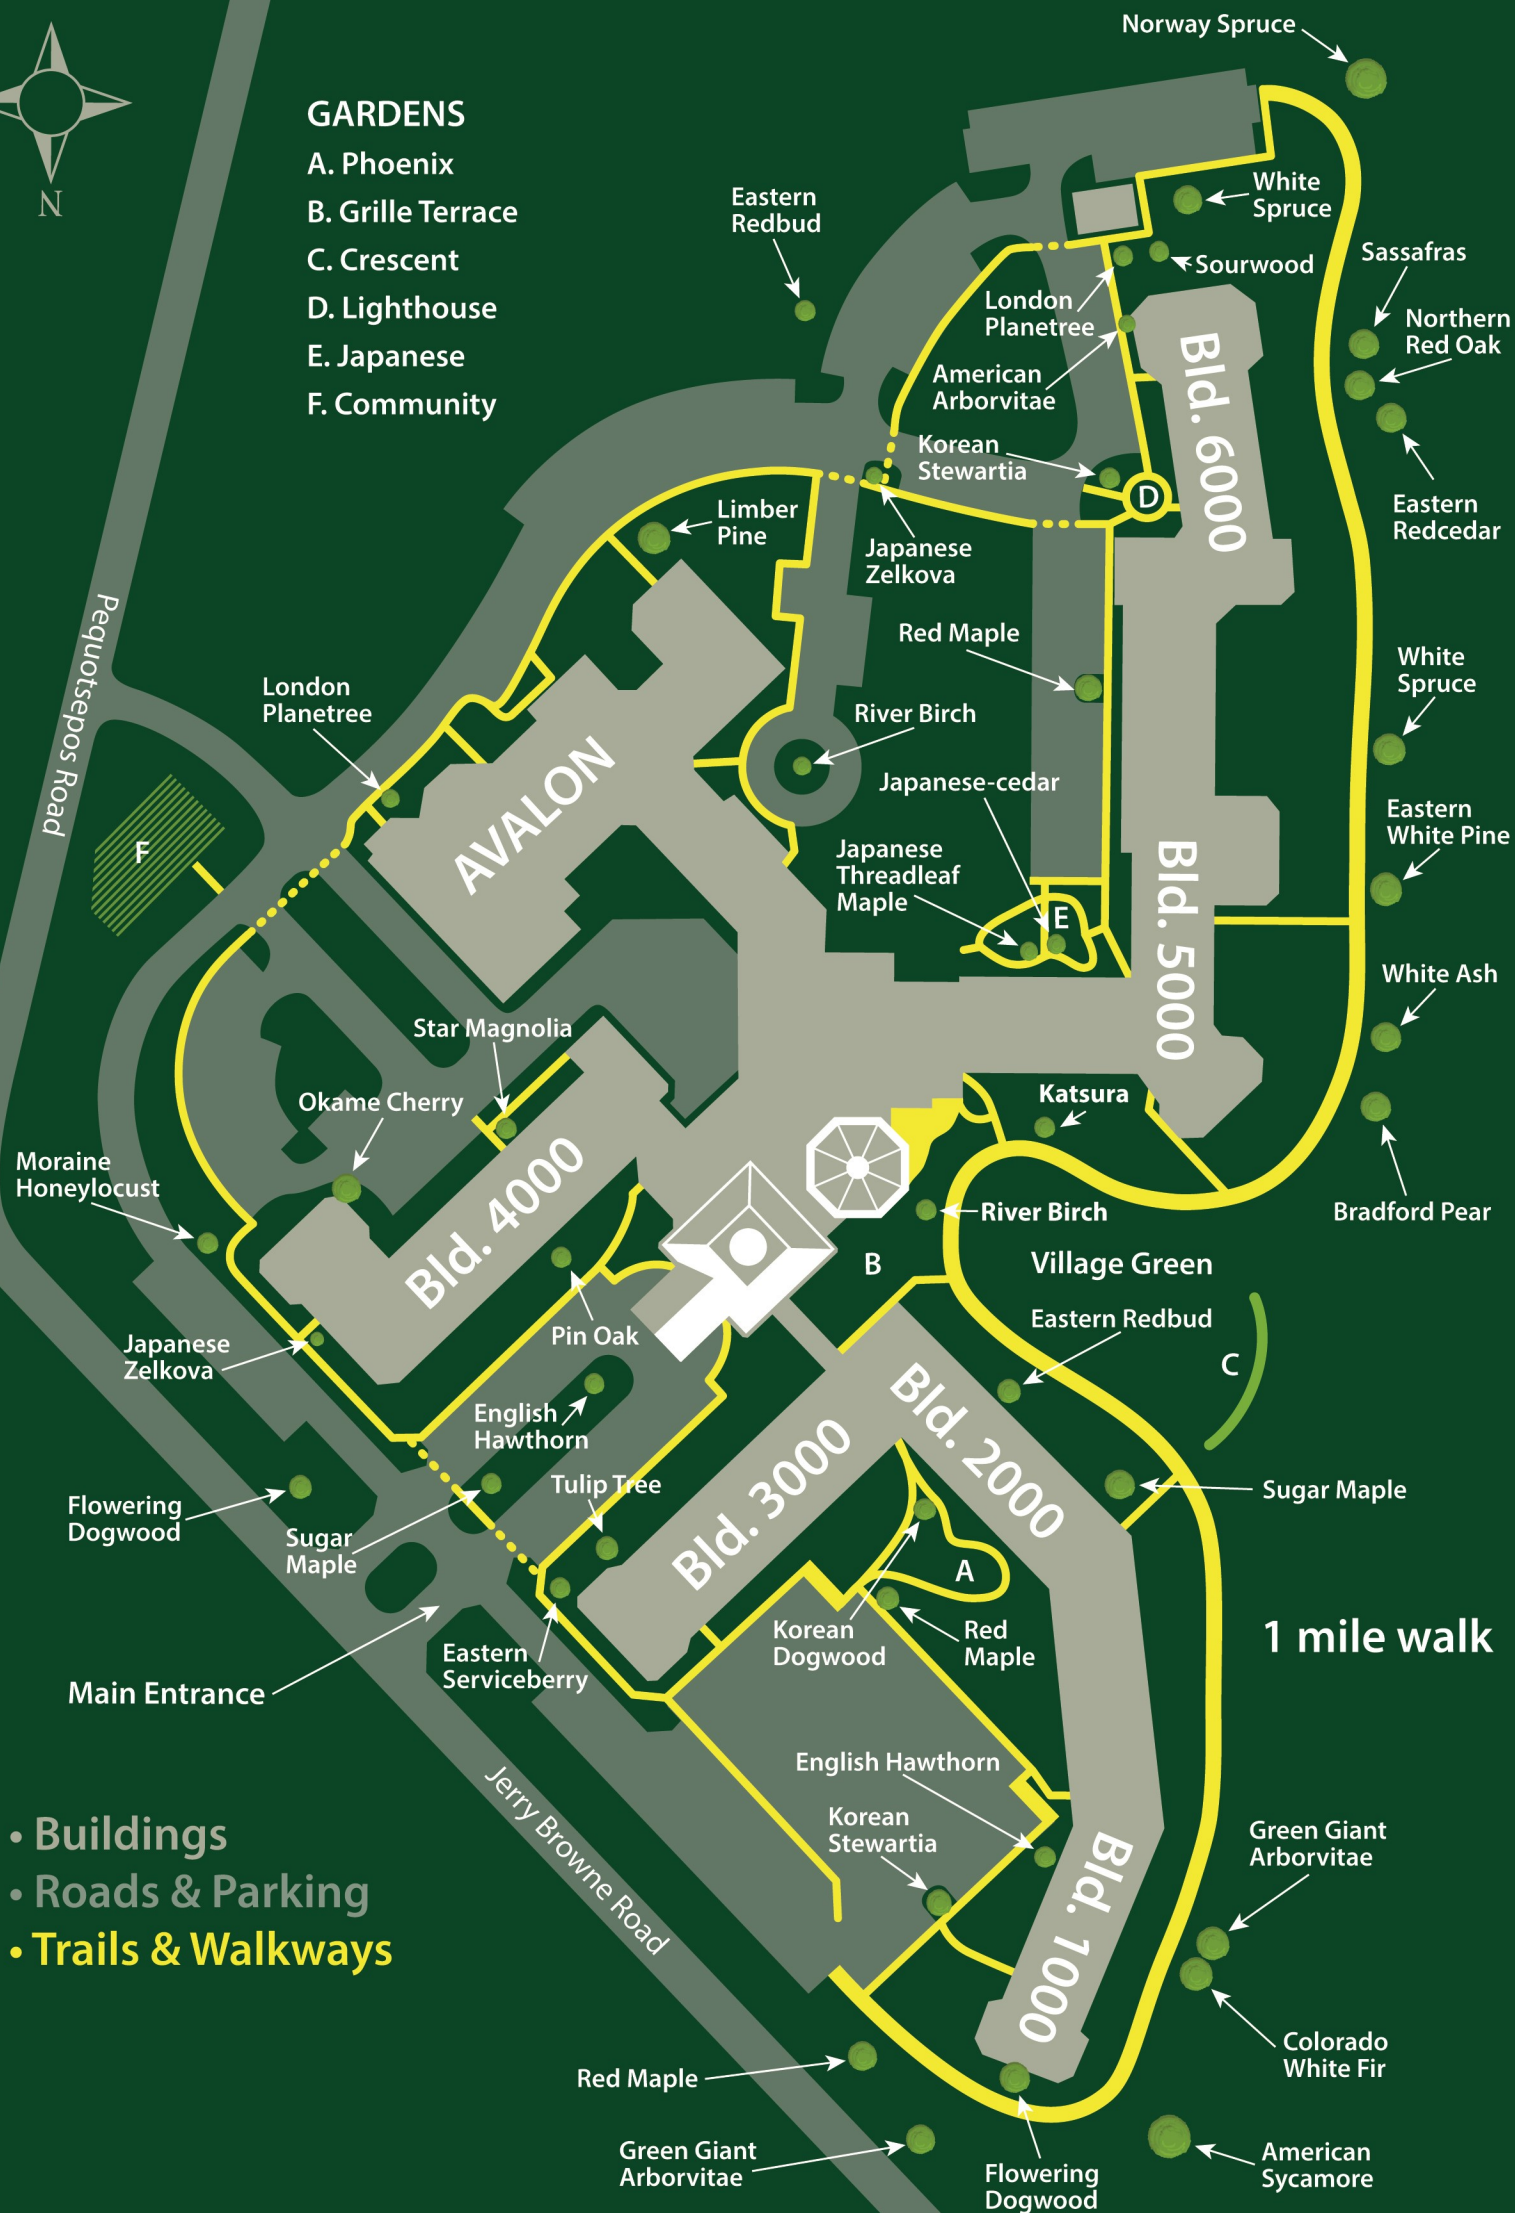 Norway Spruce
GARDENS
A. Phoenix
B. Grille Terrace
C. Crescent
D. Lighthouse
E. Japanese
F. Community
N
Eastern
Redbud
White
Spruce
Sourwood
Sassafras
London
Planetree
Northern
Red Oak
American
Arborvitae
Bld. 6000
Korean
Stewartia
D
Eastern
Redcedar
Limber
Pine
Japanese
Zelkova
Pequotsepos Road
Red Maple
White
Spruce
London
Planetree
River Birch
AVALON
Japanese-cedar
Eastern
White Pine
F
Japanese
Threadleaf
Maple
E
Bld. 5000
White Ash
Star Magnolia
Okame Cherry
Katsura
Moraine
Honeylocust
Bld. 4000
River Birch
Bradford Pear
B
Village Green
Pin Oak
Eastern Redbud
Japanese
Zelkova
C
English
Hawthorn
Bld. 3000
Bld. 2000
Tulip Tree
Sugar Maple
Flowering
Dogwood
Sugar
Maple
A
Korean
Dogwood
Red
Maple
1 mile walk
Eastern
Serviceberry
Main Entrance
English Hawthorn
Jerry Browne Road
Korean
Stewartia
Bld. 1000
Green Giant
Arborvitae
• Buildings
• Roads & Parking
• Trails & Walkways
Colorado
White Fir
Red Maple
Green Giant
Arborvitae
Flowering
Dogwood
American
Sycamore